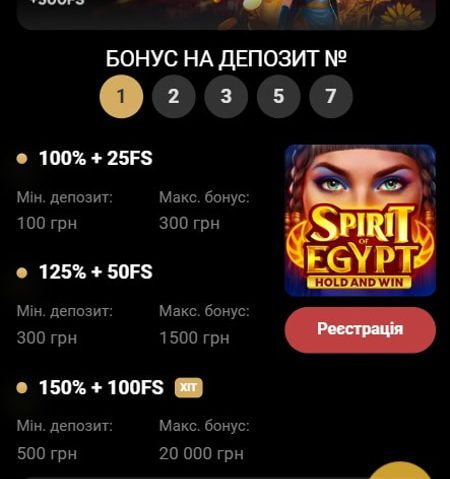 +300FS
БОНУС НА ДЕПОЗИТ №
1 2 3 5 7
100% + 25FS
Мін. депозит: Макс. бонус:
100 грн 300 грн
SPIRIT
OF
EGYPT
HOLD AND WIN
125% + 50FS
Мін. депозит: Макс. бонус:
300 грн 1500 грн
Реєстрація
150% + 100FS ХІТ
Мін. депозит: Макс. бонус:
500 грн 20 000 грн